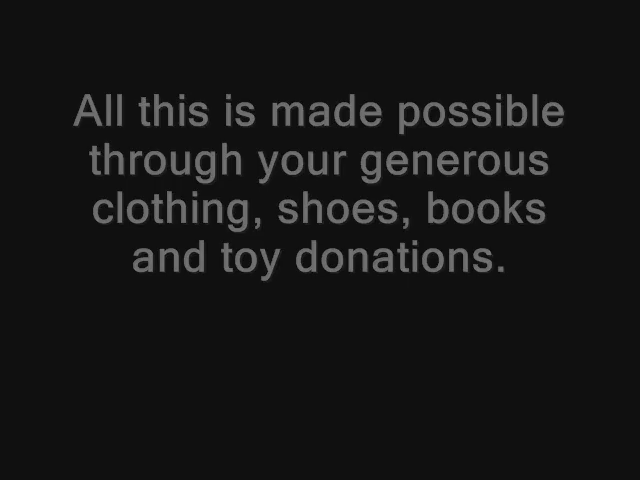 All this is made possible
through your generous
clothing, shoes, books
and toy donations.